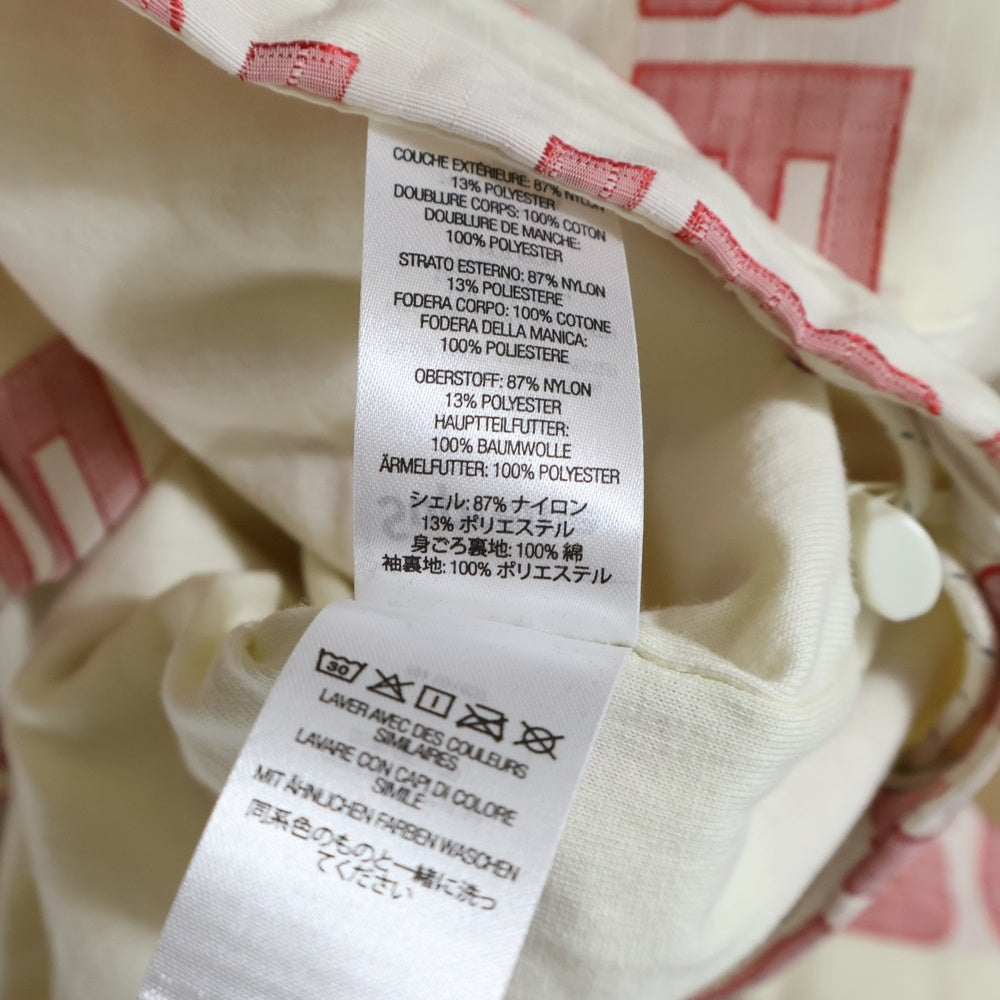 COUCHE EXTÉRIEURE: 87% NYLON
13% POLYESTER
DOUBLURE CORPS: 100% COTON
DOUBLURE DE MANCHE:
100% POLYESTER
STRATO ESTERNO: 87% NYLON
13% POLIESTERE
FODERA CORPO: 100% COTONE
FODERA DELLA MANICA:
100% POLIESTERE
OBERSTOFF: 87% NYLON
13% POLYESTER
HAUPTTEILFUTTER:
100% BAUMWOLLE
ÄRMELFUTTER: 100% POLYESTER
シェル: 87% ナイロン
13% ポリエステル
身ごろ裏地: 100% 綿
袖裏地: 100% ポリエステル
30
LAVER AVEC DES COULEURS
SIMILAIRES
LAVARE CON CAPI DI COLORE
SIMILE
MIT ÄHNLICHEN FARBEN WASCHEN
同系色のものと一緒に洗っ
てください